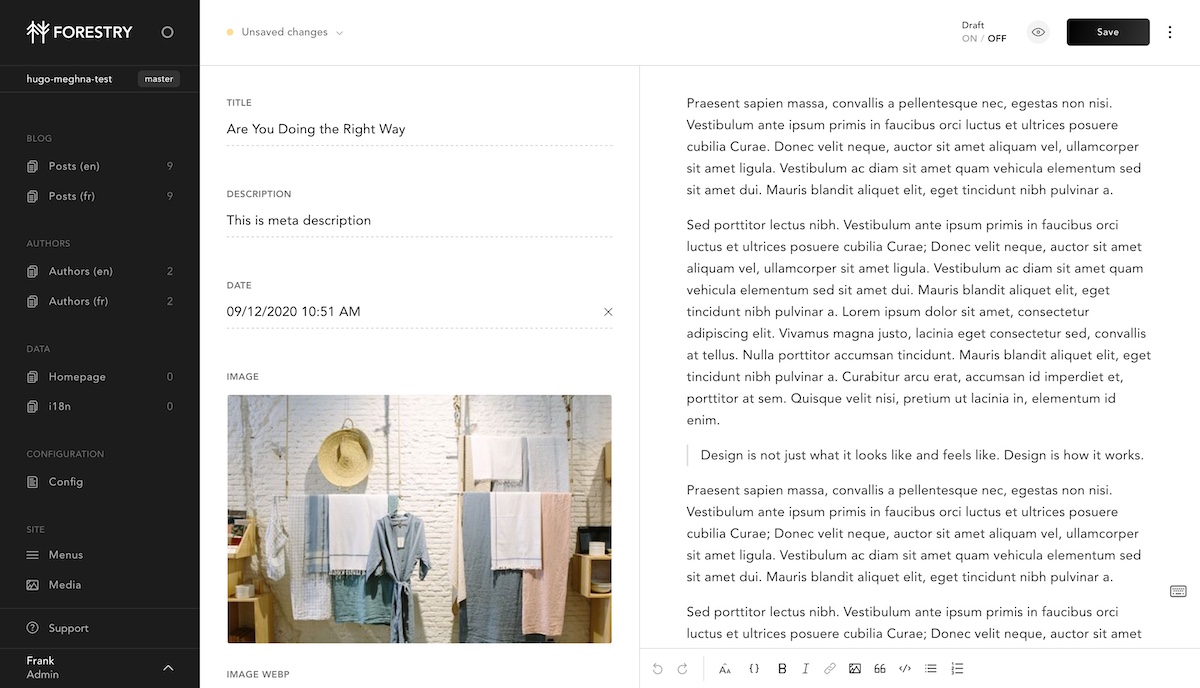 FORESTRY
hugo-meghna-test master
BLOG
Posts (en) 9
Posts (fr) 9
AUTHORS
Authors (en) 2
Authors (fr) 2
DATA
Homepage 0
i18n 0
CONFIGURATION
Config
SITE
Menus
Media
Support
Frank
Admin
Unsaved changes
Draft
ON / OFF
Save
TITLE
Are You Doing the Right Way
DESCRIPTION
This is meta description
DATE
09/12/2020 10:51 AM
IMAGE
IMAGE WEBP
Praesent sapien massa, convallis a pellentesque nec, egestas non nisi.
Vestibulum ante ipsum primis in faucibus orci luctus et ultrices posuere
cubilia Curae. Donec velit neque, auctor sit amet aliquam vel, ullamcorper
sit amet ligula. Vestibulum ac diam sit amet quam vehicula elementum sed
sit amet dui. Mauris blandit aliquet elit, eget tincidunt nibh pulvinar a.
Sed porttitor lectus nibh. Vestibulum ante ipsum primis in faucibus orci
luctus et ultrices posuere cubilia Curae; Donec velit neque, auctor sit amet
aliquam vel, ullamcorper sit amet ligula. Vestibulum ac diam sit amet quam
vehicula elementum sed sit amet dui. Mauris blandit aliquet elit, eget
tincidunt nibh pulvinar a. Lorem ipsum dolor sit amet, consectetur
adipiscing elit. Vivamus magna justo, lacinia eget consectetur sed, convallis
at tellus. Nulla porttitor accumsan tincidunt. Mauris blandit aliquet elit, eget
tincidunt nibh pulvinar a. Curabitur arcu erat, accumsan id imperdiet et,
porttitor at sem. Quisque velit nisi, pretium ut lacinia in, elementum id
enim.
Design is not just what it looks like and feels like. Design is how it works.
Praesent sapien massa, convallis a pellentesque nec, egestas non nisi.
Vestibulum ante ipsum primis in faucibus orci luctus et ultrices posuere
cubilia Curae; Donec velit neque, auctor sit amet aliquam vel, ullamcorper
sit amet ligula. Vestibulum ac diam sit amet quam vehicula elementum sed
sit amet dui. Mauris blandit aliquet elit, eget tincidunt nibh pulvinar a.
Sed porttitor lectus nibh. Vestibulum ante ipsum primis in faucibus orci
luctus et ultrices posuere cubilia Curae; Donec velit neque, auctor sit amet